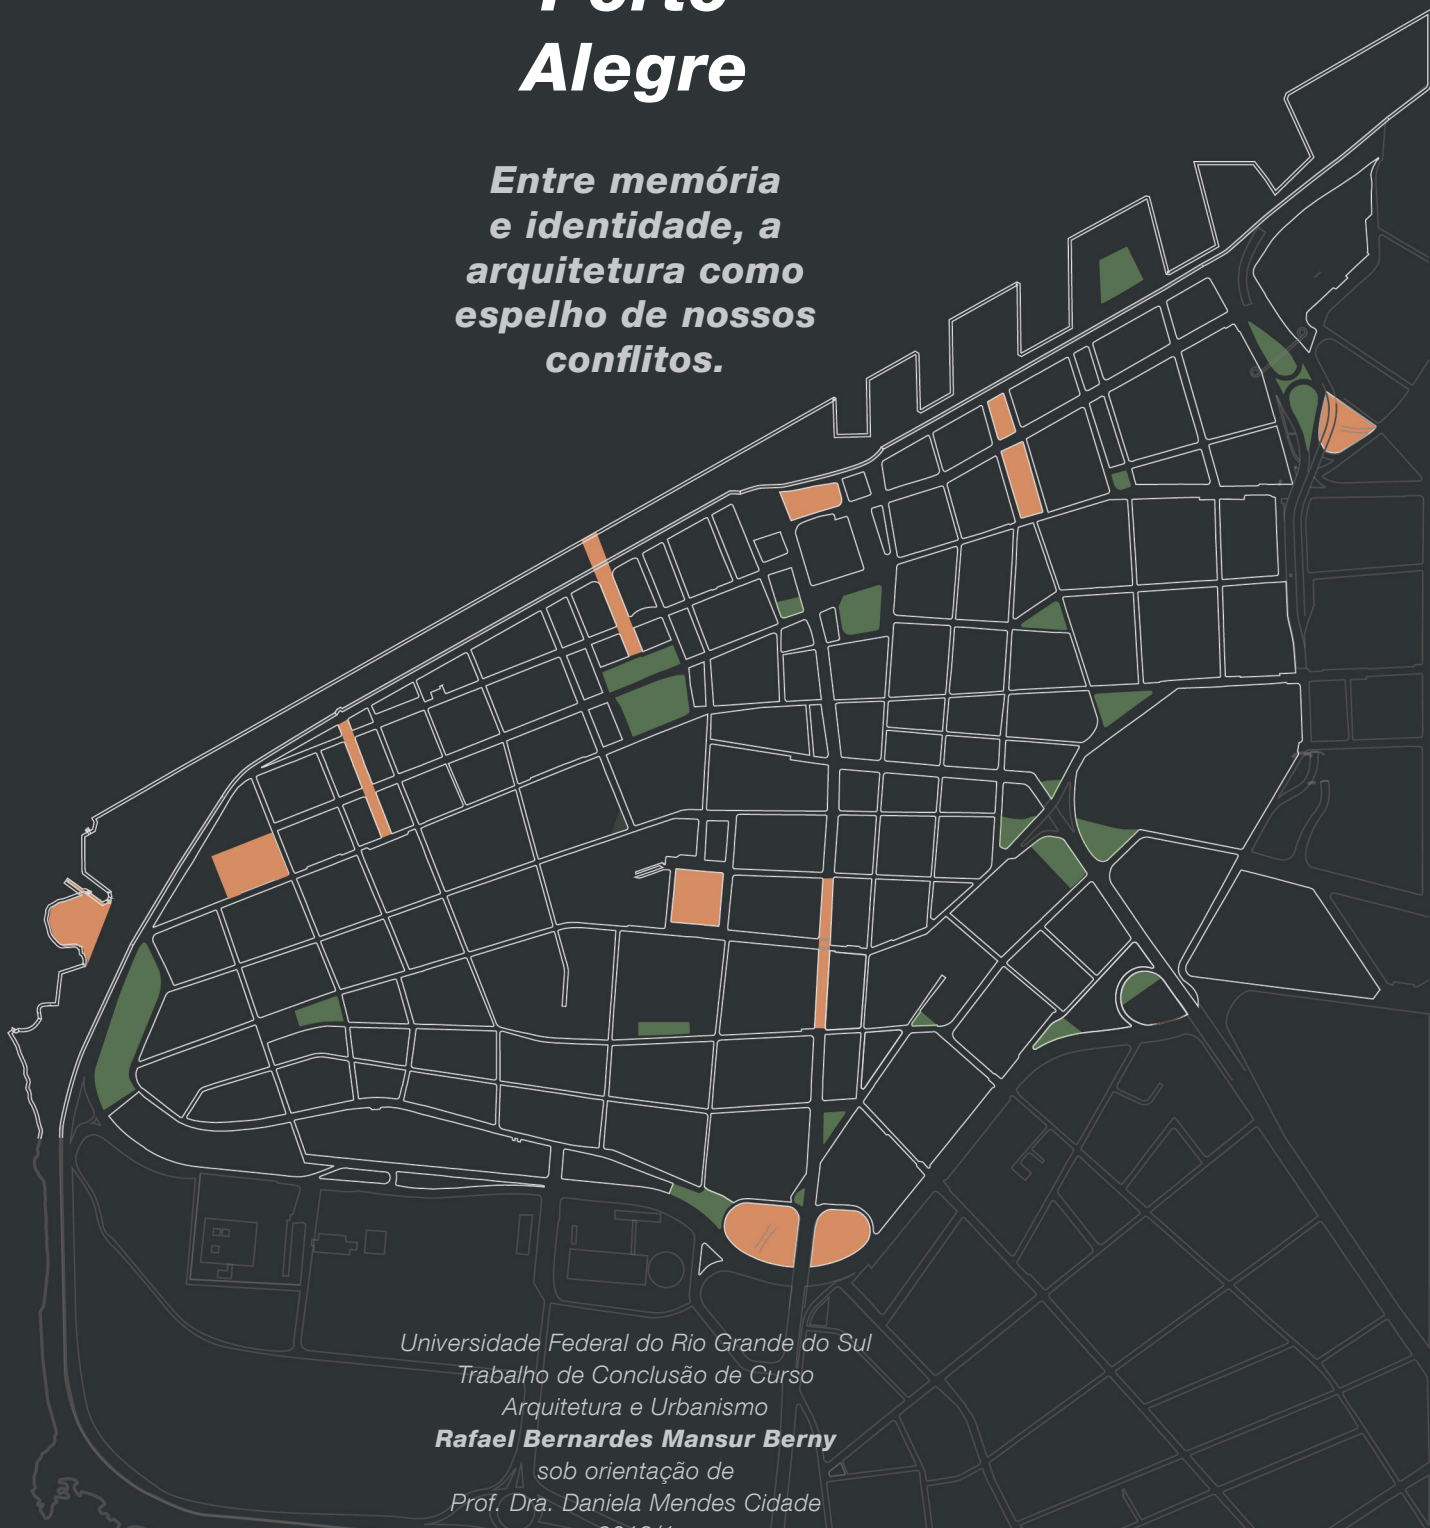 Porto
Alegre
Entre memória
e identidade, a
arquitetura como
espelho de nossos
conflitos.
Universidade Federal do Rio Grande do Sul
Trabalho de Conclusão de Curso
Arquitetura e Urbanismo
Rafael Bernardes Mansur Berny
sob orientação de
Prof. Dra. Daniela Mendes Cidade